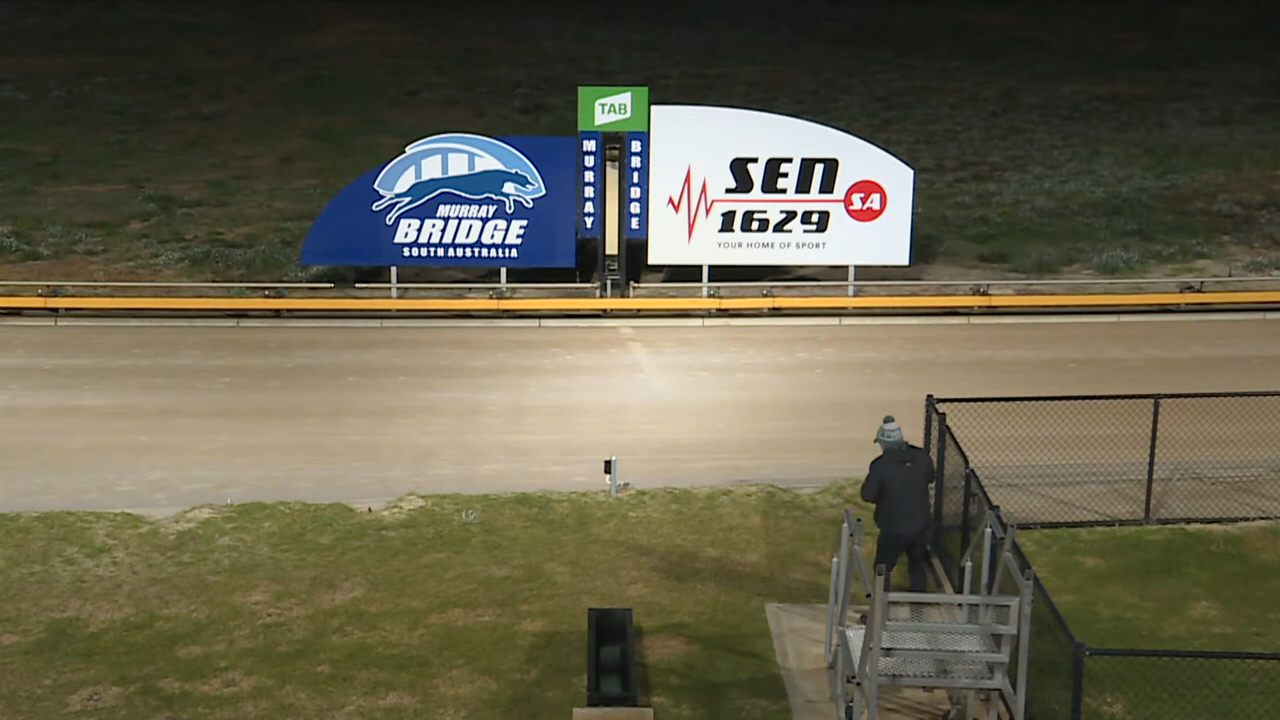 TAB
MURRAY
BRIDGE
MURRAY
BRIDGE
SOUTH AUSTRALIA
SEN
SA
1629
YOUR HOME OF SPORT